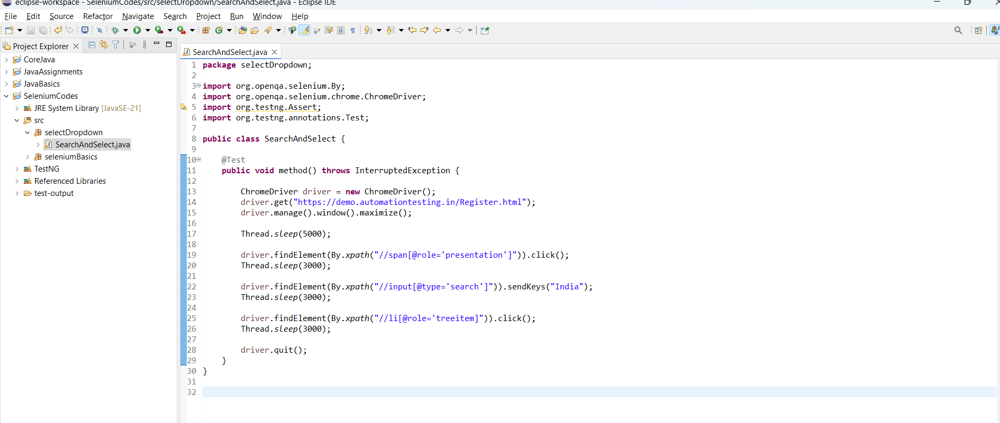 eclipse-workspace - SeleniumCodes/src/selectDropdown/SearchAndSelect.java - Eclipse IDE
File Edit Source Refactor Navigate Search Project Run Window Help
Project Explorer
CoreJava
JavaAssignments
JavaBasics
SeleniumCodes
JRE System Library [JavaSE-21]
src
selectDropdown
SearchAndSelect.java
seleniumBasics
TestNG
Referenced Libraries
test-output
SearchAndSelect.java
1 package selectDropdown;
2
3 import org.openqa.selenium.By;
4 import org.openqa.selenium.chrome.ChromeDriver;
5 import org.testng.Assert;
6 import org.testng.annotations.Test;
7
8 public class SearchAndSelect {
9
10 @Test
11 public void method() throws InterruptedException {
12
13 ChromeDriver driver = new ChromeDriver();
14 driver.get("https://demo.automationtesting.in/Register.html");
15 driver.manage().window().maximize();
16
17 Thread.sleep(5000);
18
19 driver.findElement(By.xpath("//span[@role='presentation']")).click();
20 Thread.sleep(3000);
21
22 driver.findElement(By.xpath("//input[@type='search']")).sendKeys("India");
23 Thread.sleep(3000);
24
25 driver.findElement(By.xpath("//li[@role='treeitem]")).click();
26 Thread.sleep(3000);
27
28 driver.quit();
29 }
30 }
31
32